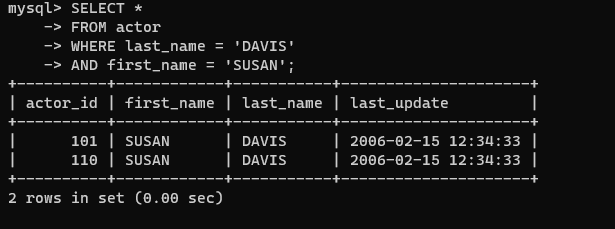 mysql> SELECT *
    -> FROM actor
    -> WHERE last_name = 'DAVIS'
    -> AND first_name = 'SUSAN';
+----------+------------+-----------+---------------------+
| actor_id | first_name | last_name | last_update         |
+----------+------------+-----------+---------------------+
|      101 | SUSAN      | DAVIS     | 2006-02-15 12:34:33 |
|      110 | SUSAN      | DAVIS     | 2006-02-15 12:34:33 |
+----------+------------+-----------+---------------------+
2 rows in set (0.00 sec)